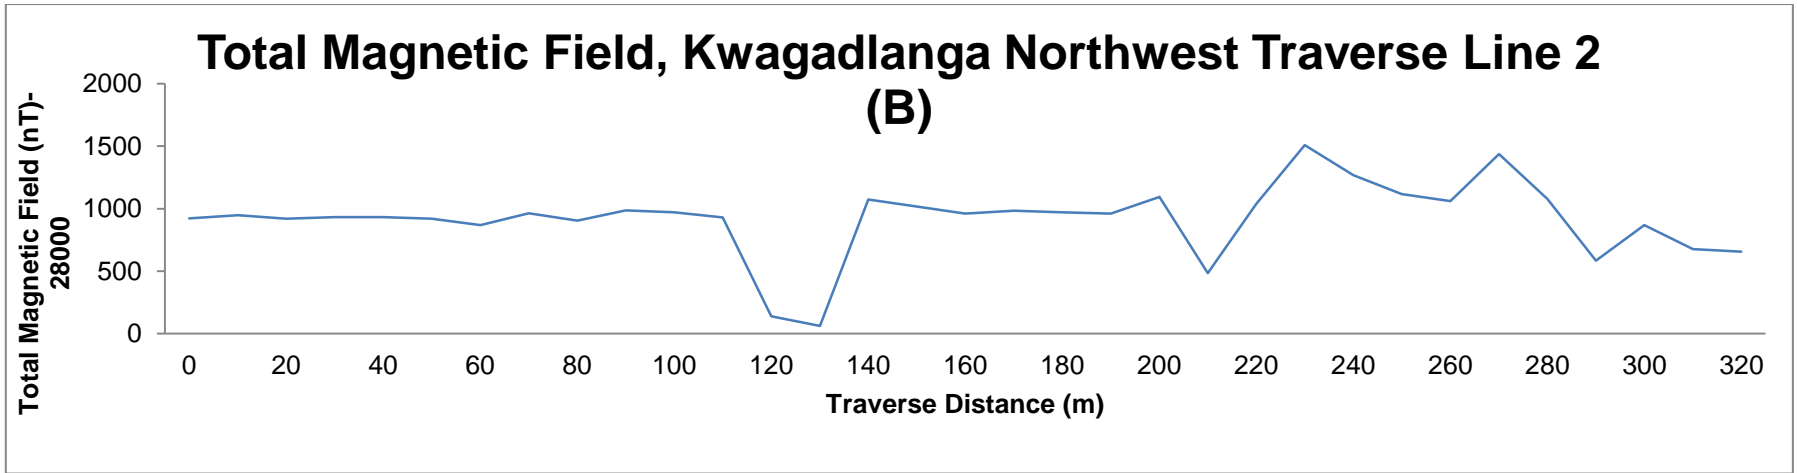 Total Magnetic Field, Kwagadlanga Northwest Traverse Line 2
(B)
Total Magnetic Field (nT)-
28000
2000
1500
1000
500
0
0 20 40 60 80 100 120 140 160 180 200 220 240 260 280 300 320
Traverse Distance (m)